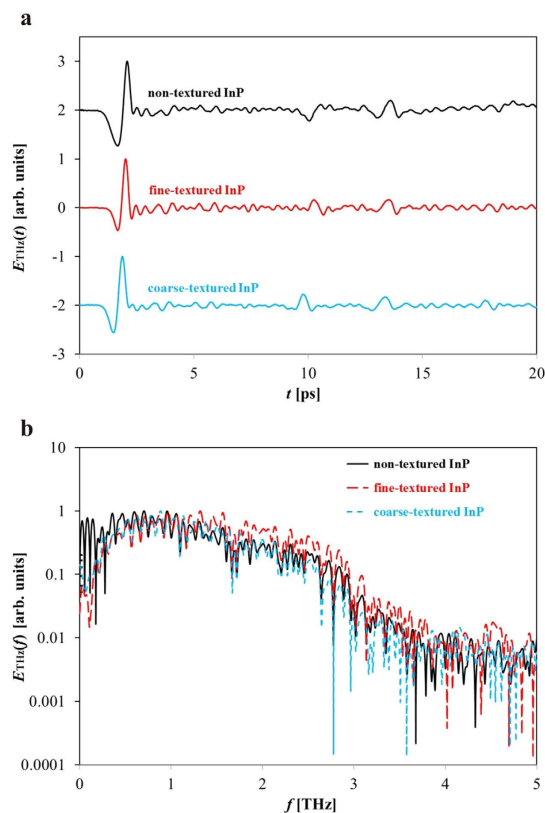 a
3
non-textured InP
2
1
fine-textured InP
0
-1
coarse-textured InP
-2
-3
0 5 10 15 20
t [ps]
ETHz(t) [arb. units]
b
10
non-textured InP
fine-textured InP
coarse-textured InP
1
0.1
0.01
0.001
0.0001
0 1 2 3 4 5
f [THz]
ETHz(f) [arb. units]